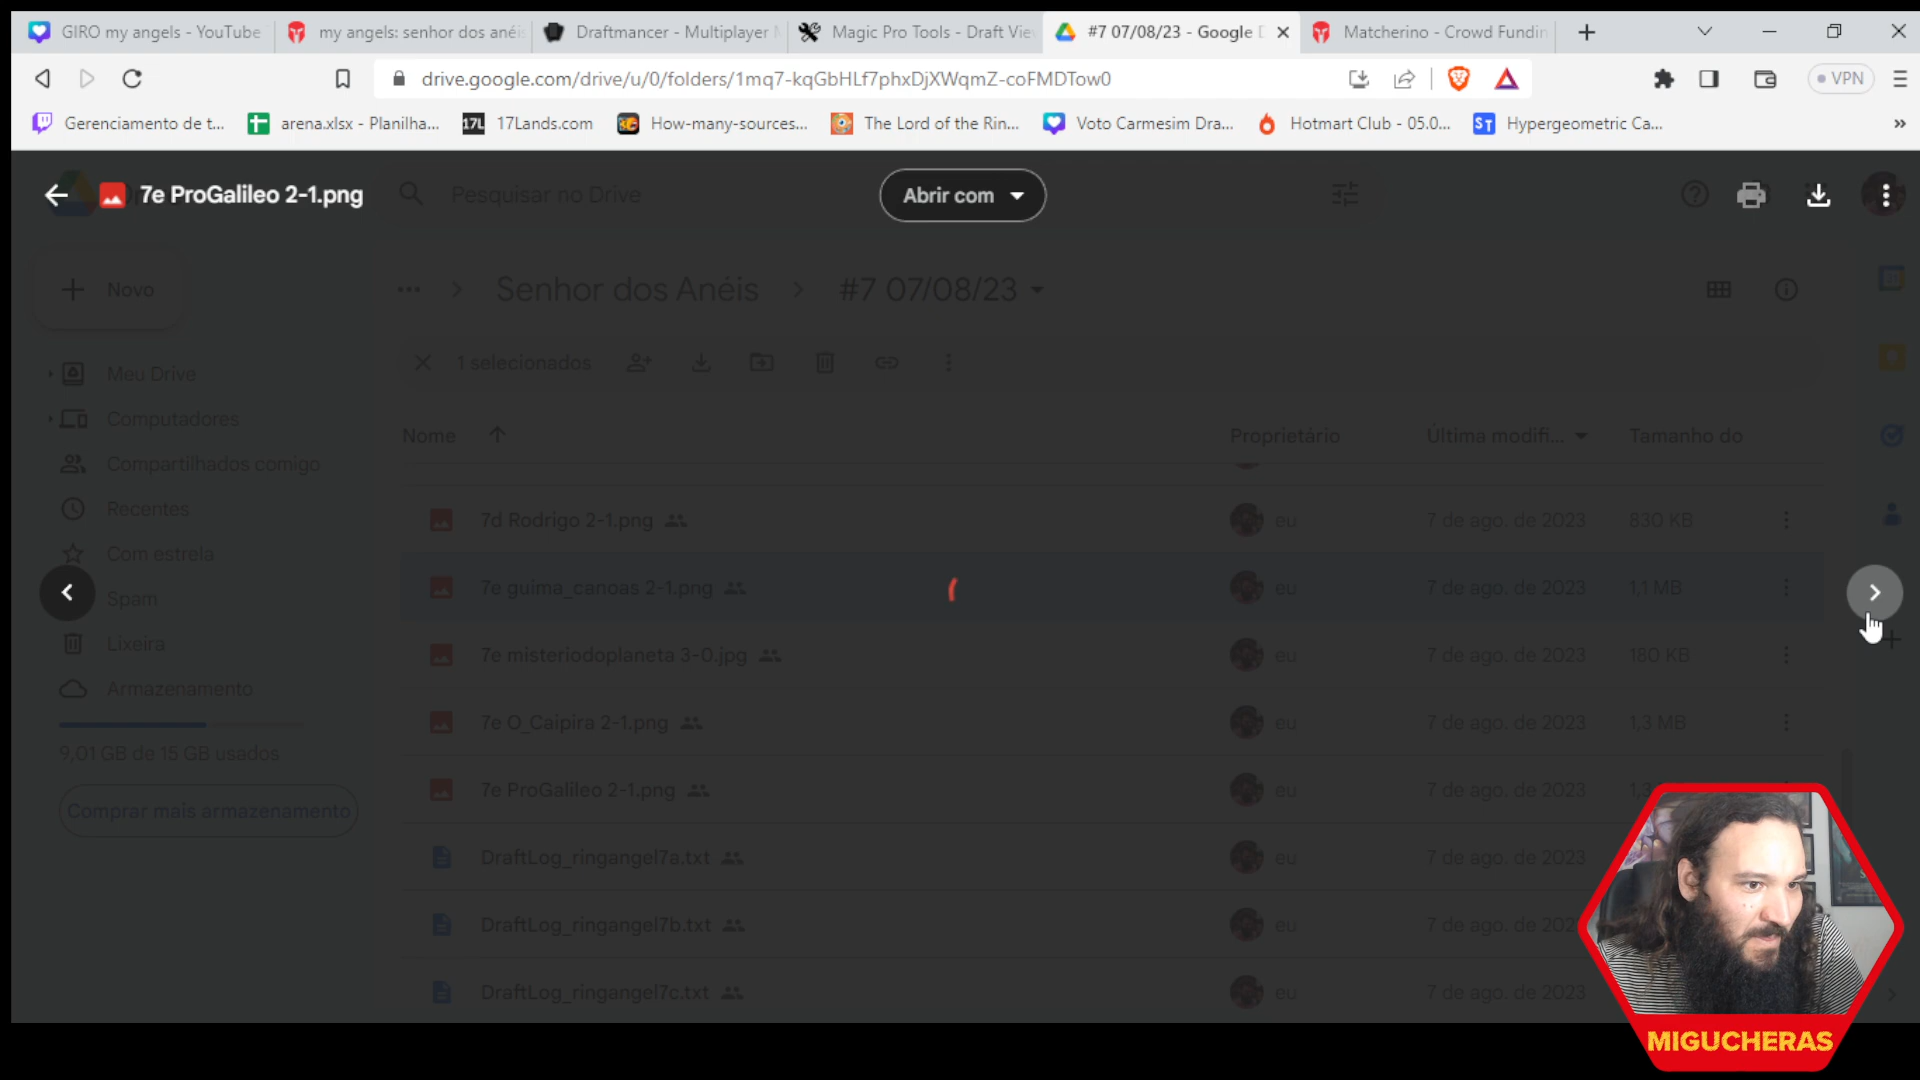 GIRO my angels - YouTube
my angels: senhor dos anéis
Draftmancer - Multiplayer
Magic Pro Tools - Draft View
#7 07/08/23 - Google D
Matcherino - Crowd Fundin
drive.google.com/drive/u/0/folders/1mq7-kqGbHLf7phxDjXWqmZ-coFMDTow0
VPN
Gerenciamento de t...
arena.xlsx - Planilha...
17L
17Lands.com
How-many-sources...
The Lord of the Rin...
Voto Carmesim Dra...
Hotmart Club - 05.0...
ST
Hypergeometric Ca...
7e ProGalileo 2-1.png
Pesquisar no Drive
Abrir com
Novo
Senhor dos Anéis
#7 07/08/23
1 selecionados
Meu Drive
Computadores
Compartilhados comigo
Recentes
Com estrela
Spam
Lixeira
Armazenamento
9,01 GB de 15 GB usados
Comprar mais armazenamento
Nome
Proprietário
Última modifi...
Tamanho do
7d Rodrigo 2-1.png
eu
7 de ago. de 2023
830 KB
7e guima_canoas 2-1.png
eu
7 de ago. de 2023
1,1 MB
7e misteriodoplaneta 3-0.jpg
eu
7 de ago. de 2023
180 KB
7e O_Caipira 2-1.png
eu
7 de ago. de 2023
1,3 MB
7e ProGalileo 2-1.png
eu
7 de ago. de 2023
DraftLog_ringangel7a.txt
eu
7 de ago. de 2023
DraftLog_ringangel7b.txt
eu
7 de ago. de 202
DraftLog_ringangel7c.txt
eu
7 de ago. de 2023
MIGUCHERAS